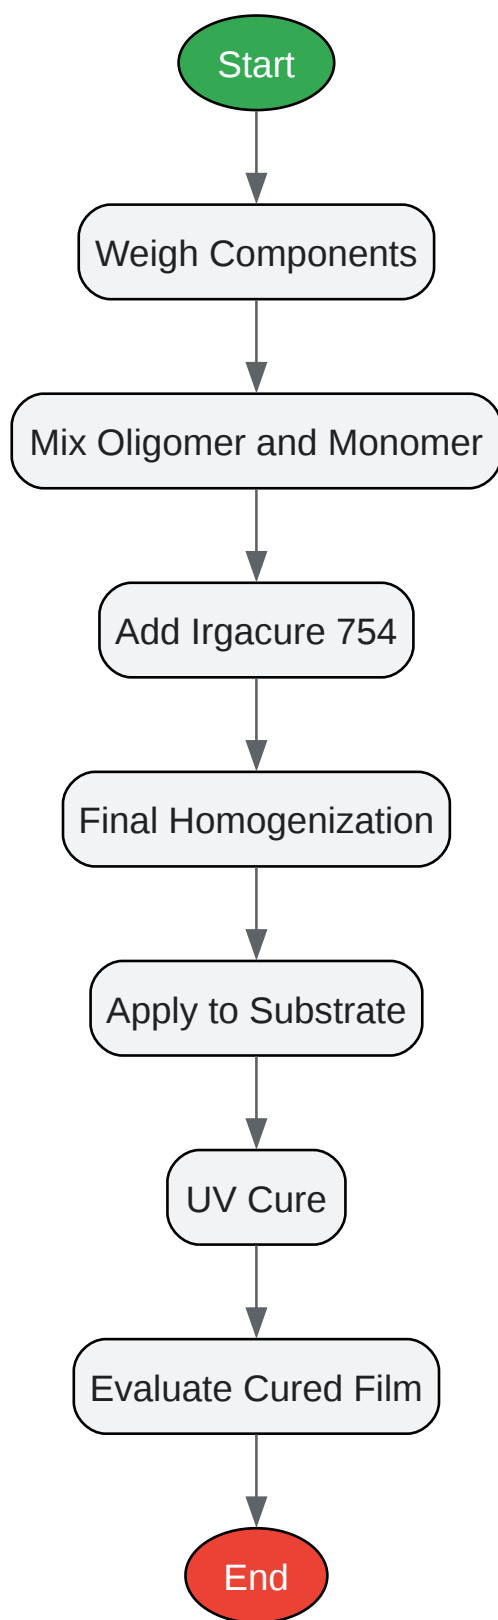 Start
Weigh Components
Mix Oligomer and Monomer
Add Irgacure 754
Final Homogenization
Apply to Substrate
UV Cure
Evaluate Cured Film
End